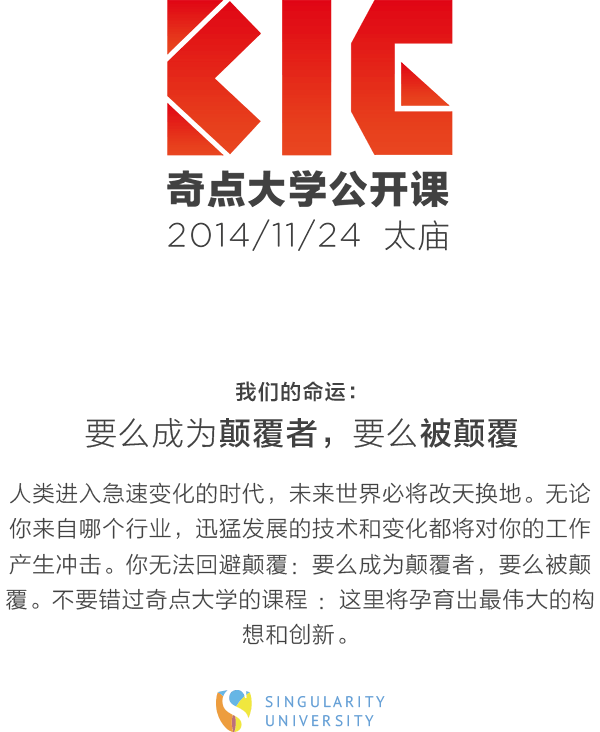 KIC
奇点大学公开课
2014/11/24 太庙
我们的命运：
要么成为颠覆者，要么被颠覆
人类进入急速变化的时代，未来世界必将改天换地。无论
你来自哪个行业，迅猛发展的技术和变化都将对你的工作
产生冲击。你无法回避颠覆：要么成为颠覆者，要么被颠
覆。不要错过奇点大学的课程 ：这里将孕育出最伟大的构
想和创新。
SINGULARITY
UNIVERSITY